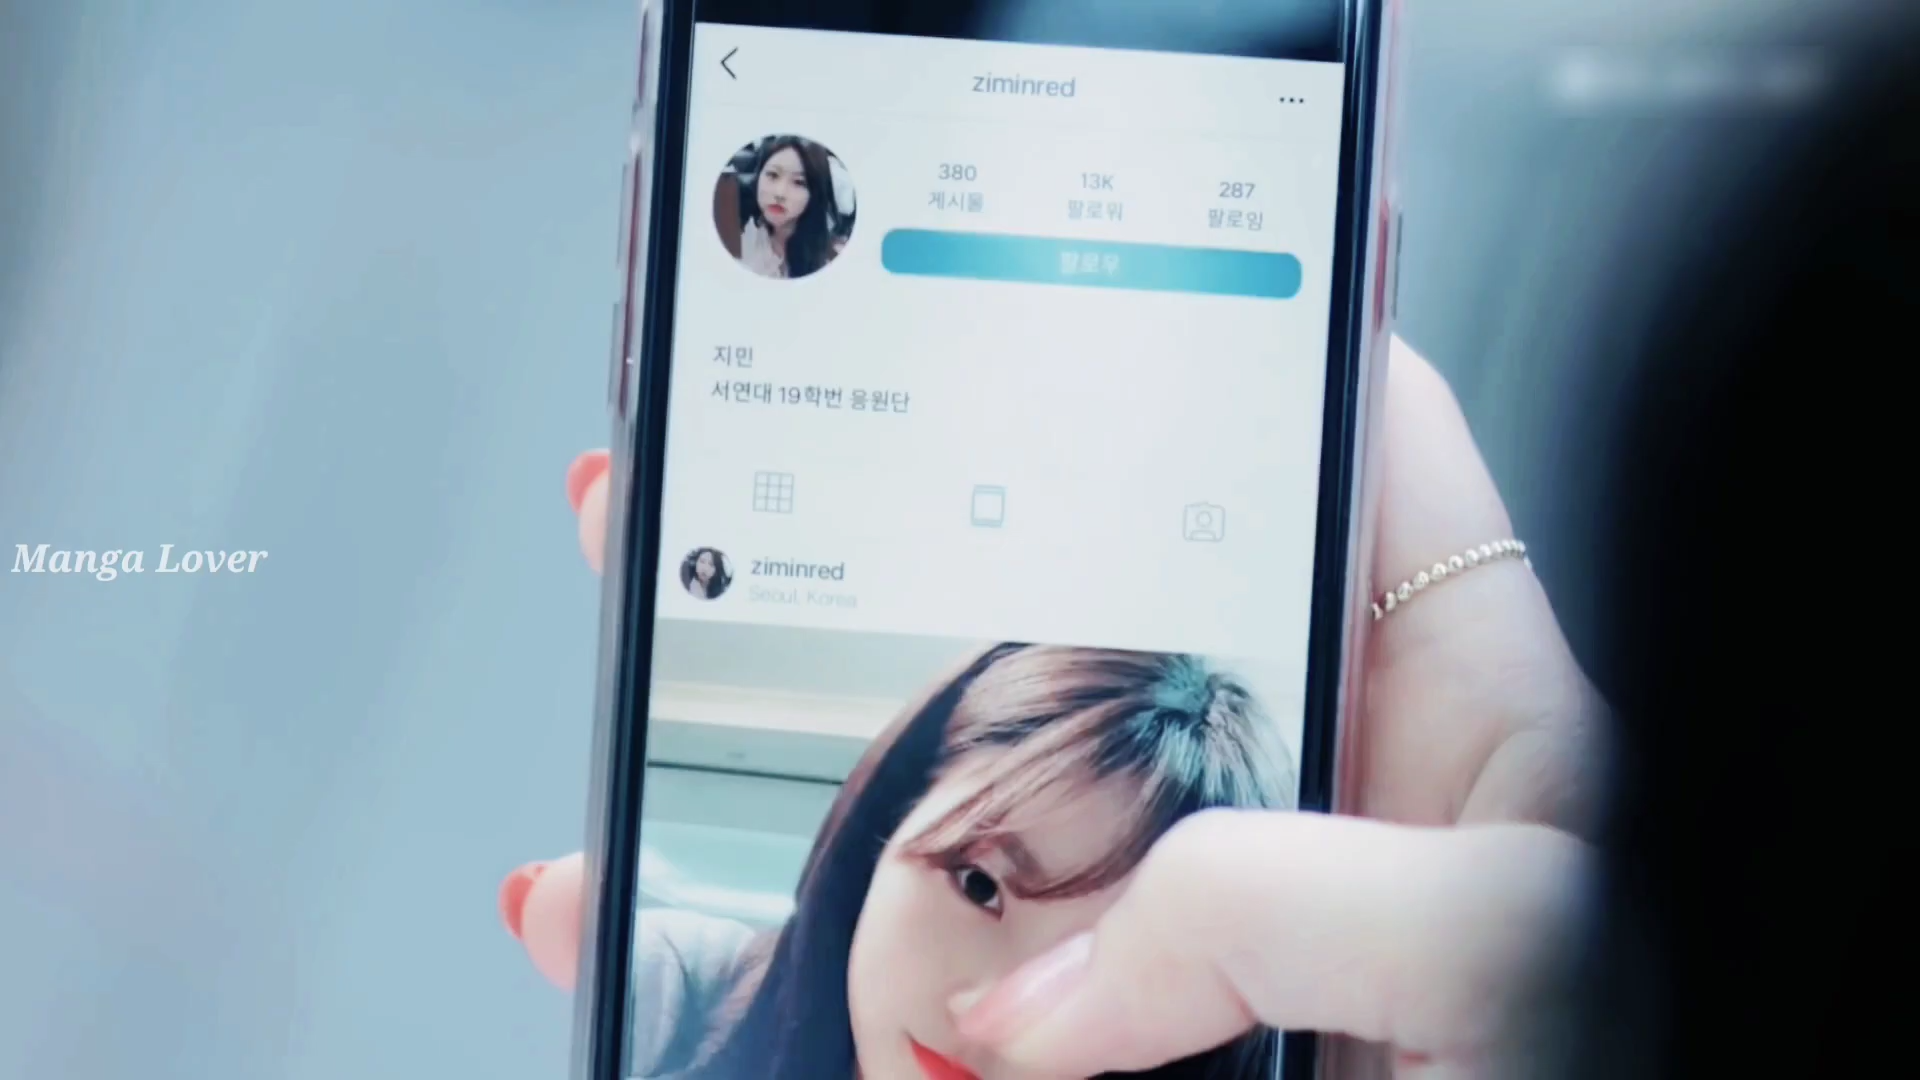 ziminred
380
13K
287
게시물
팔로워
팔로잉
팔로우
지민
서연대 19학번 응원단
ziminred
Seoul, Korea
Manga Lover